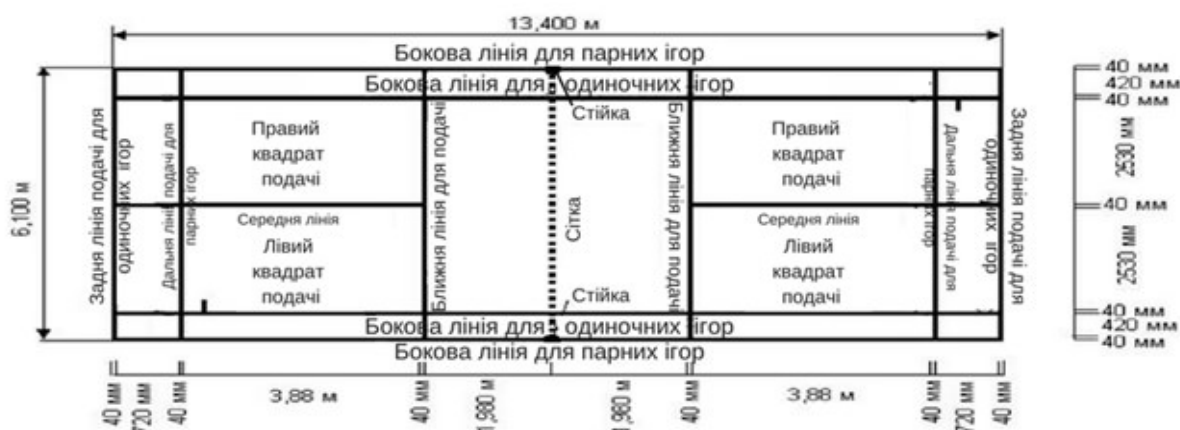 13,400 м
Бокова лінія для парних ігор
Бокова лінія для одиночних ігор
6,100 м
Задня лінія подачі для
одиночних ігор
Дальня лінія подачі для
парних ігор
Правий
квадрат
подачі
Середня лінія
Лівий
квадрат
подачі
Ближня лінія для подачі
Стійка
Сітка
Стійка
Ближня лінія для подачі
Правий
квадрат
подачі
Середня лінія
Лівий
квадрат
подачі
Дальня лінія подачі для
парних ігор
Задня лінія подачі для
одиночних ігор
Бокова лінія для одиночних ігор
Бокова лінія для парних ігор
40 мм
420 мм
40 мм
2530 мм
40 мм
2530 мм
40 мм
420 мм
40 мм
40 мм
720 мм
40 мм
3,88 м
40 мм
1,980 м
1,980 м
40 мм
3,88 м
40 мм
720 мм
40 мм